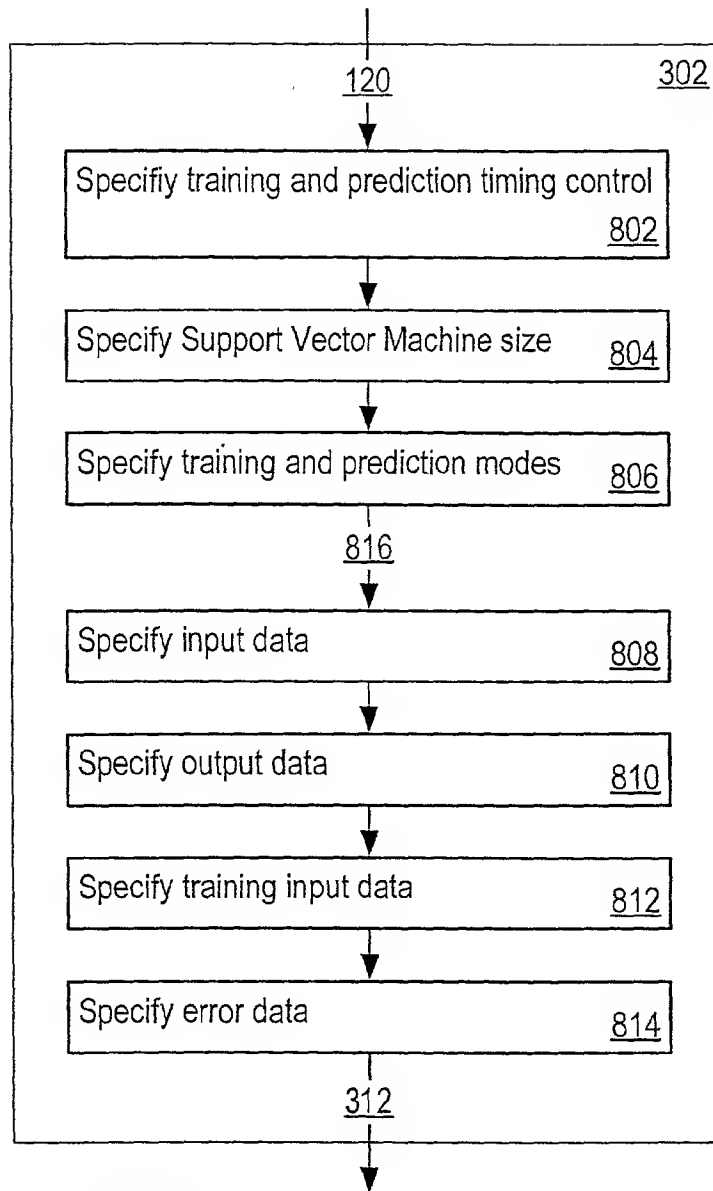 302
120
Specifiy training and prediction timing control
802
Specify Support Vector Machine size 804
Specify training and prediction modes 806
816
Specify input data 808
Specify output data 810
Specify training input data 812
Specify error data 814
312